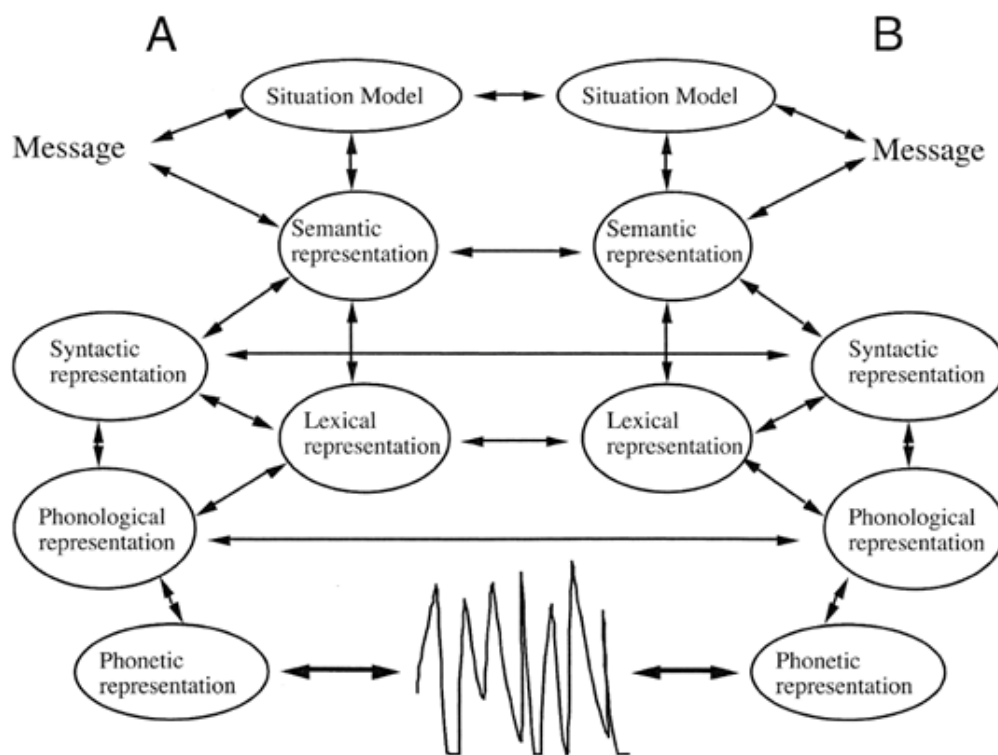 A
B
Situation Model
Situation Model
Message
Message
Semantic
representation
Semantic
representation
Syntactic
representation
Syntactic
representation
Lexical
representation
Lexical
representation
Phonological
representation
Phonological
representation
Phonetic
representation
Phonetic
representation